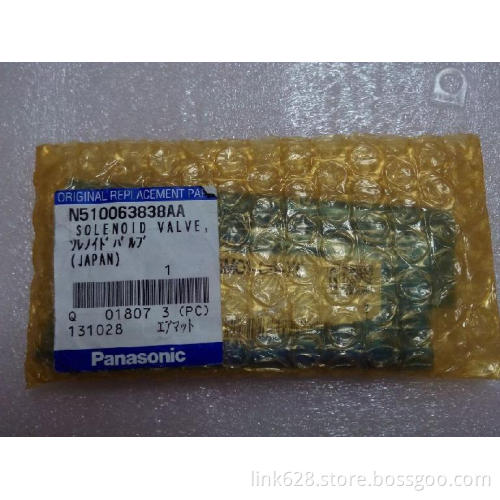 ORIGINAL REPLACEMENT PA
N510063838AA
SOLENOID VALVE,
ソレノイド バルブ
(JAPAN)
1
Q 01807 3 (PC)
131028 エアマット
Panasonic
link628.store.bossgoo.com